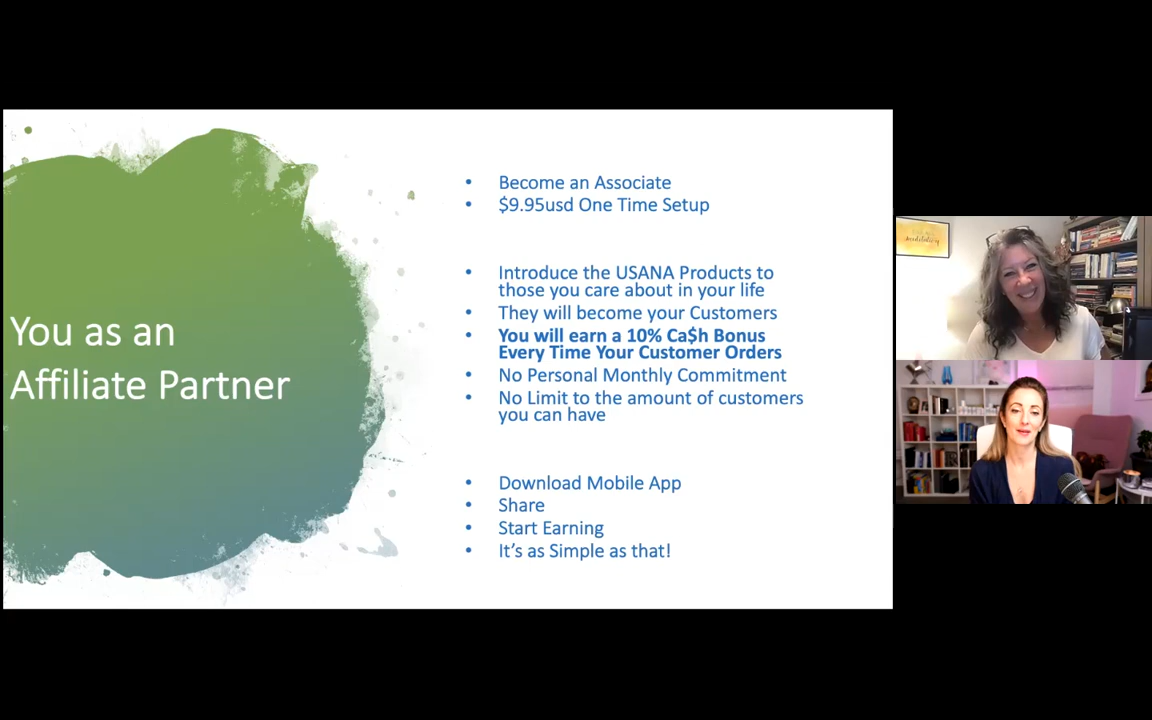 You as an
Affiliate Partner
• Become an Associate
• $9.95usd One Time Setup
• Introduce the USANA Products to
those you care about in your life
• They will become your Customers
• You will earn a 10% Ca$h Bonus
Every Time Your Customer Orders
• No Personal Monthly Commitment
• No Limit to the amount of customers
you can have
• Download Mobile App
• Share
• Start Earning
• It’s as Simple as that!